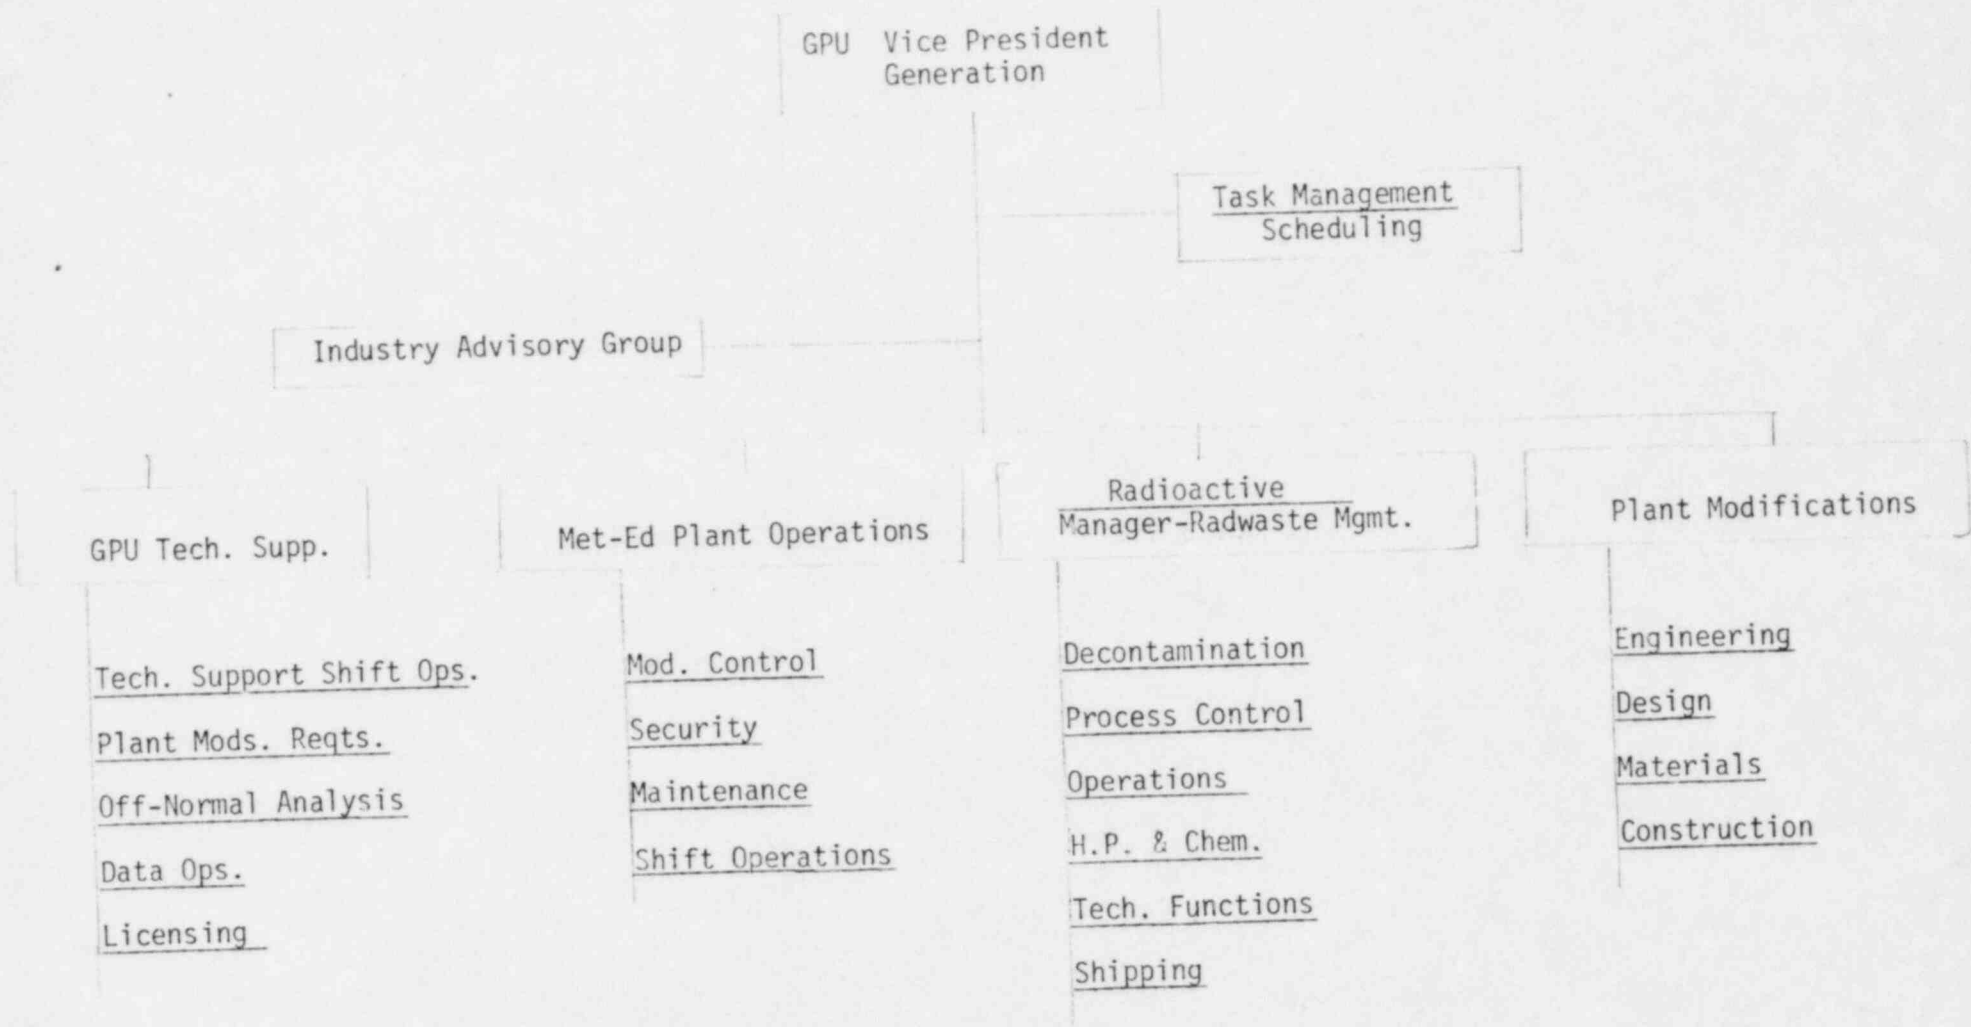 GPU Vice President
Generation
Task Management
Scheduling
Industry Advisory Group
GPU Tech. Supp.
Tech. Support Shift Ops.
Plant Mods. Reqts.
Off-Normal Analysis
Data Ops.
Licensing
Met-Ed Plant Operations
Mod. Control
Security
Maintenance
Shift Operations
Radioactive
Manager-Radwaste Mgmt.
Decontamination
Process Control
Operations
H.P. & Chem.
Tech. Functions
Shipping
Plant Modifications
Engineering
Design
Materials
Construction